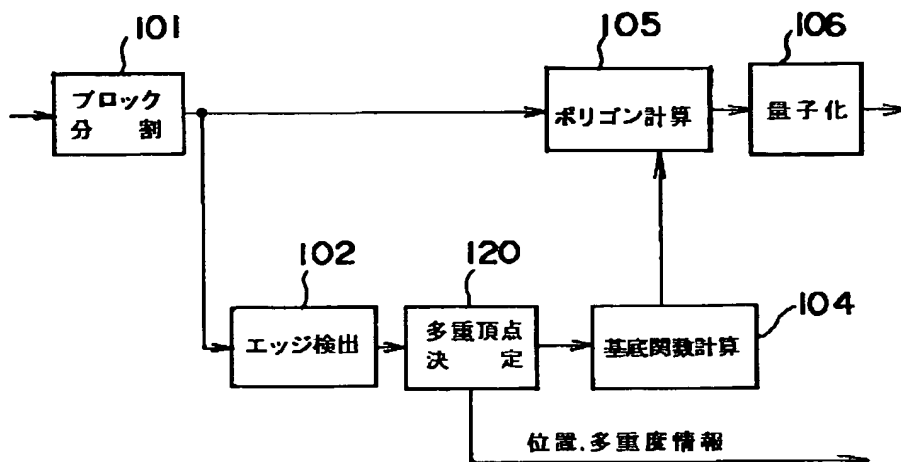 101
ブロック
分割
105
ポリゴン計算
106
量子化
102
エッジ検出
120
多重頂点
決定
104
基底関数計算
位置,多重度情報